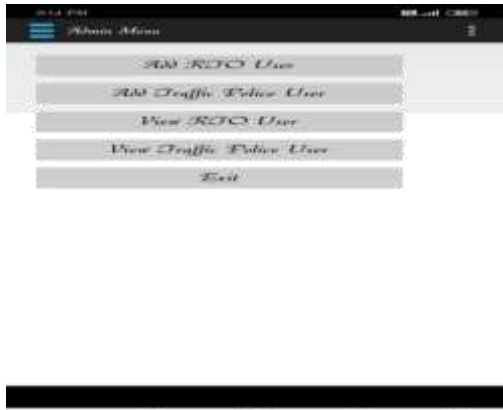 Admin Menu
Add RTO User
Add Traffic Police User
View RTO User
View Traffic Police User
Exit